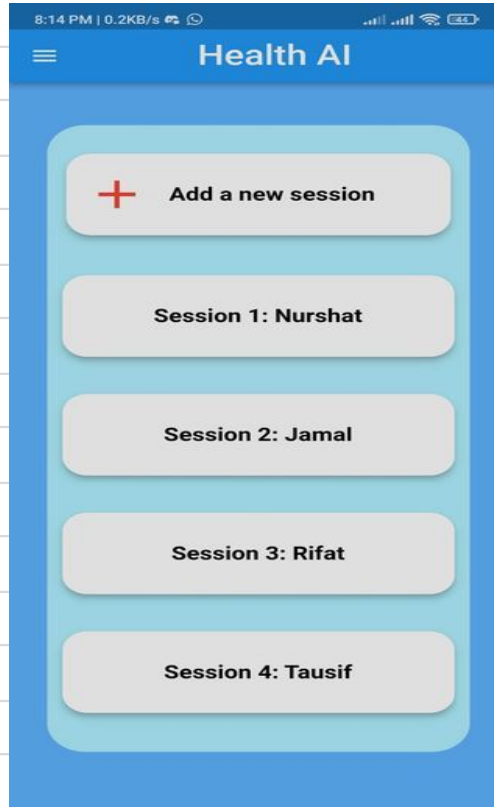 8:14 PM | 0.2KB/s
44
Health AI
Add a new session
Session 1: Nurshat
Session 2: Jamal
Session 3: Rifat
Session 4: Tausif